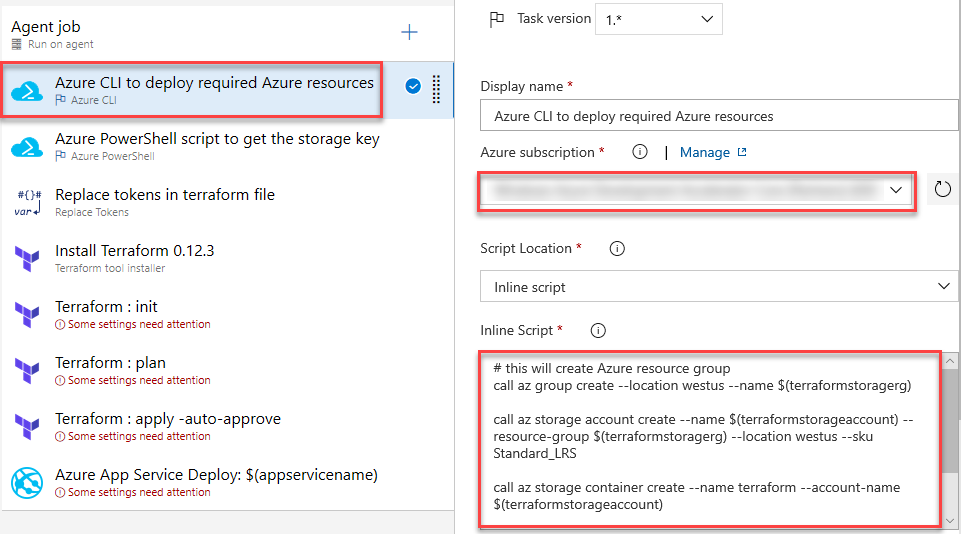 Agent job
Run on agent
Azure CLI to deploy required Azure resources
Azure CLI
Azure PowerShell script to get the storage key
Azure PowerShell
#{}#
var
Replace tokens in terraform file
Replace Tokens
Install Terraform 0.12.3
Terraform tool installer
Terraform : init
Some settings need attention
Terraform : plan
Some settings need attention
Terraform : apply -auto-approve
Some settings need attention
Azure App Service Deploy: $(appservicename)
Some settings need attention
Task version 1.*
Display name *
Azure CLI to deploy required Azure resources
Azure subscription * | Manage
Script Location *
Inline script
Inline Script *
# this will create Azure resource group
call az group create --location westus --name $(terraformstoragerg)
call az storage account create --name $(terraformstorageaccount) --
resource-group $(terraformstoragerg) --location westus --sku
Standard_LRS
call az storage container create --name terraform --account-name
$(terraformstorageaccount)